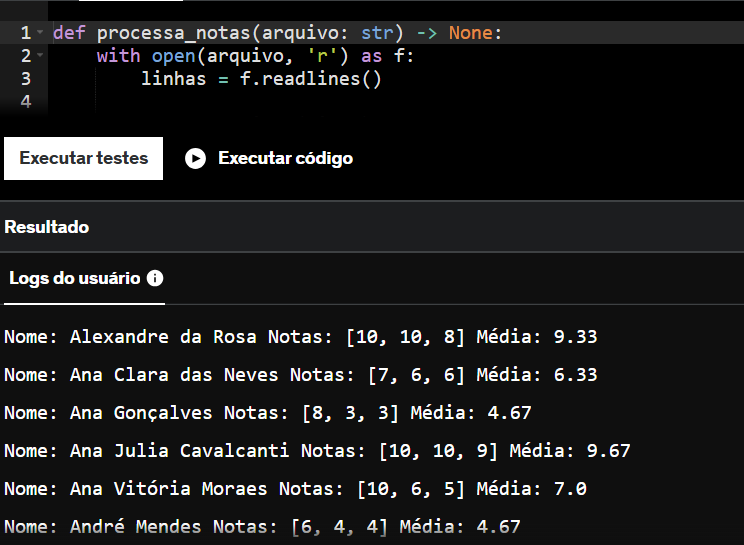 1 def processa_notas(arquivo: str) -> None:
2 with open(arquivo, 'r') as f:
3 linhas = f.readlines()
4
Executar testes Executar código
Resultado
Logs do usuário
Nome: Alexandre da Rosa Notas: [10, 10, 8] Média: 9.33
Nome: Ana Clara das Neves Notas: [7, 6, 6] Média: 6.33
Nome: Ana Gonçalves Notas: [8, 3, 3] Média: 4.67
Nome: Ana Julia Cavalcanti Notas: [10, 10, 9] Média: 9.67
Nome: Ana Vitória Moraes Notas: [10, 6, 5] Média: 7.0
Nome: André Mendes Notas: [6, 4, 4] Média: 4.67